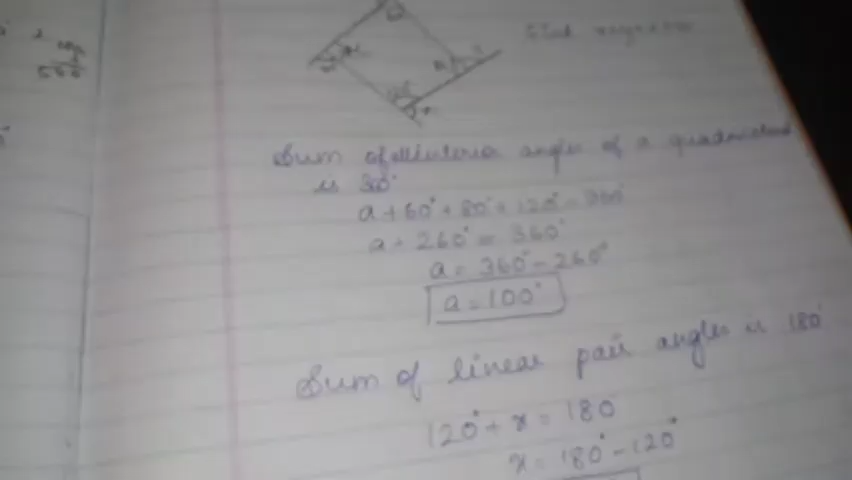 Sum of interior angles of a quadrilateral
is 360°
a + 60° + 80° + 120° = 360°
a + 260° = 360°
a = 360° - 260°
a = 100°
Sum of linear pair angles is 180°
120° + x = 180
x = 180° - 120°